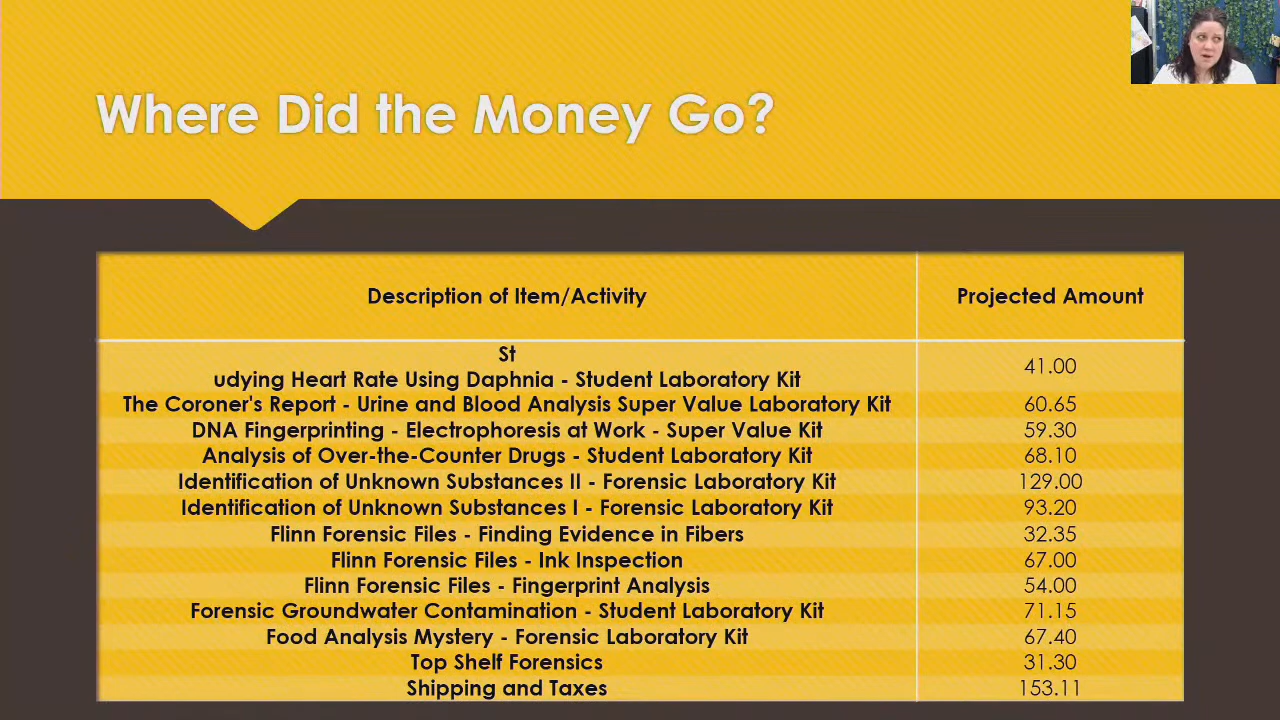 Where Did the Money Go?
Description of Item/Activity Projected Amount
St
udying Heart Rate Using Daphnia - Student Laboratory Kit 41.00
The Coroner's Report - Urine and Blood Analysis Super Value Laboratory Kit 60.65
DNA Fingerprinting - Electrophoresis at Work - Super Value Kit 59.30
Analysis of Over-the-Counter Drugs - Student Laboratory Kit 68.10
Identification of Unknown Substances II - Forensic Laboratory Kit 129.00
Identification of Unknown Substances I - Forensic Laboratory Kit 93.20
Flinn Forensic Files - Finding Evidence in Fibers 32.35
Flinn Forensic Files - Ink Inspection 67.00
Flinn Forensic Files - Fingerprint Analysis 54.00
Forensic Groundwater Contamination - Student Laboratory Kit 71.15
Food Analysis Mystery - Forensic Laboratory Kit 67.40
Top Shelf Forensics 31.30
Shipping and Taxes 153.11